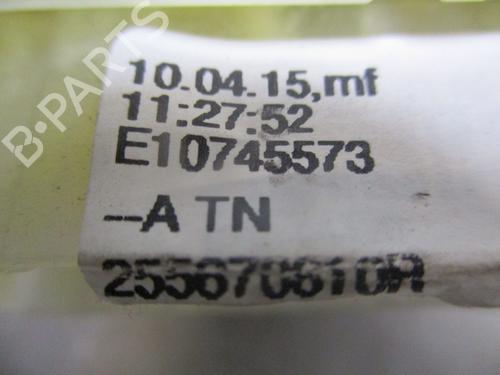 B-PARTS
10.04.15,mf
11:27:52
E10745573
--A TN
255670610R